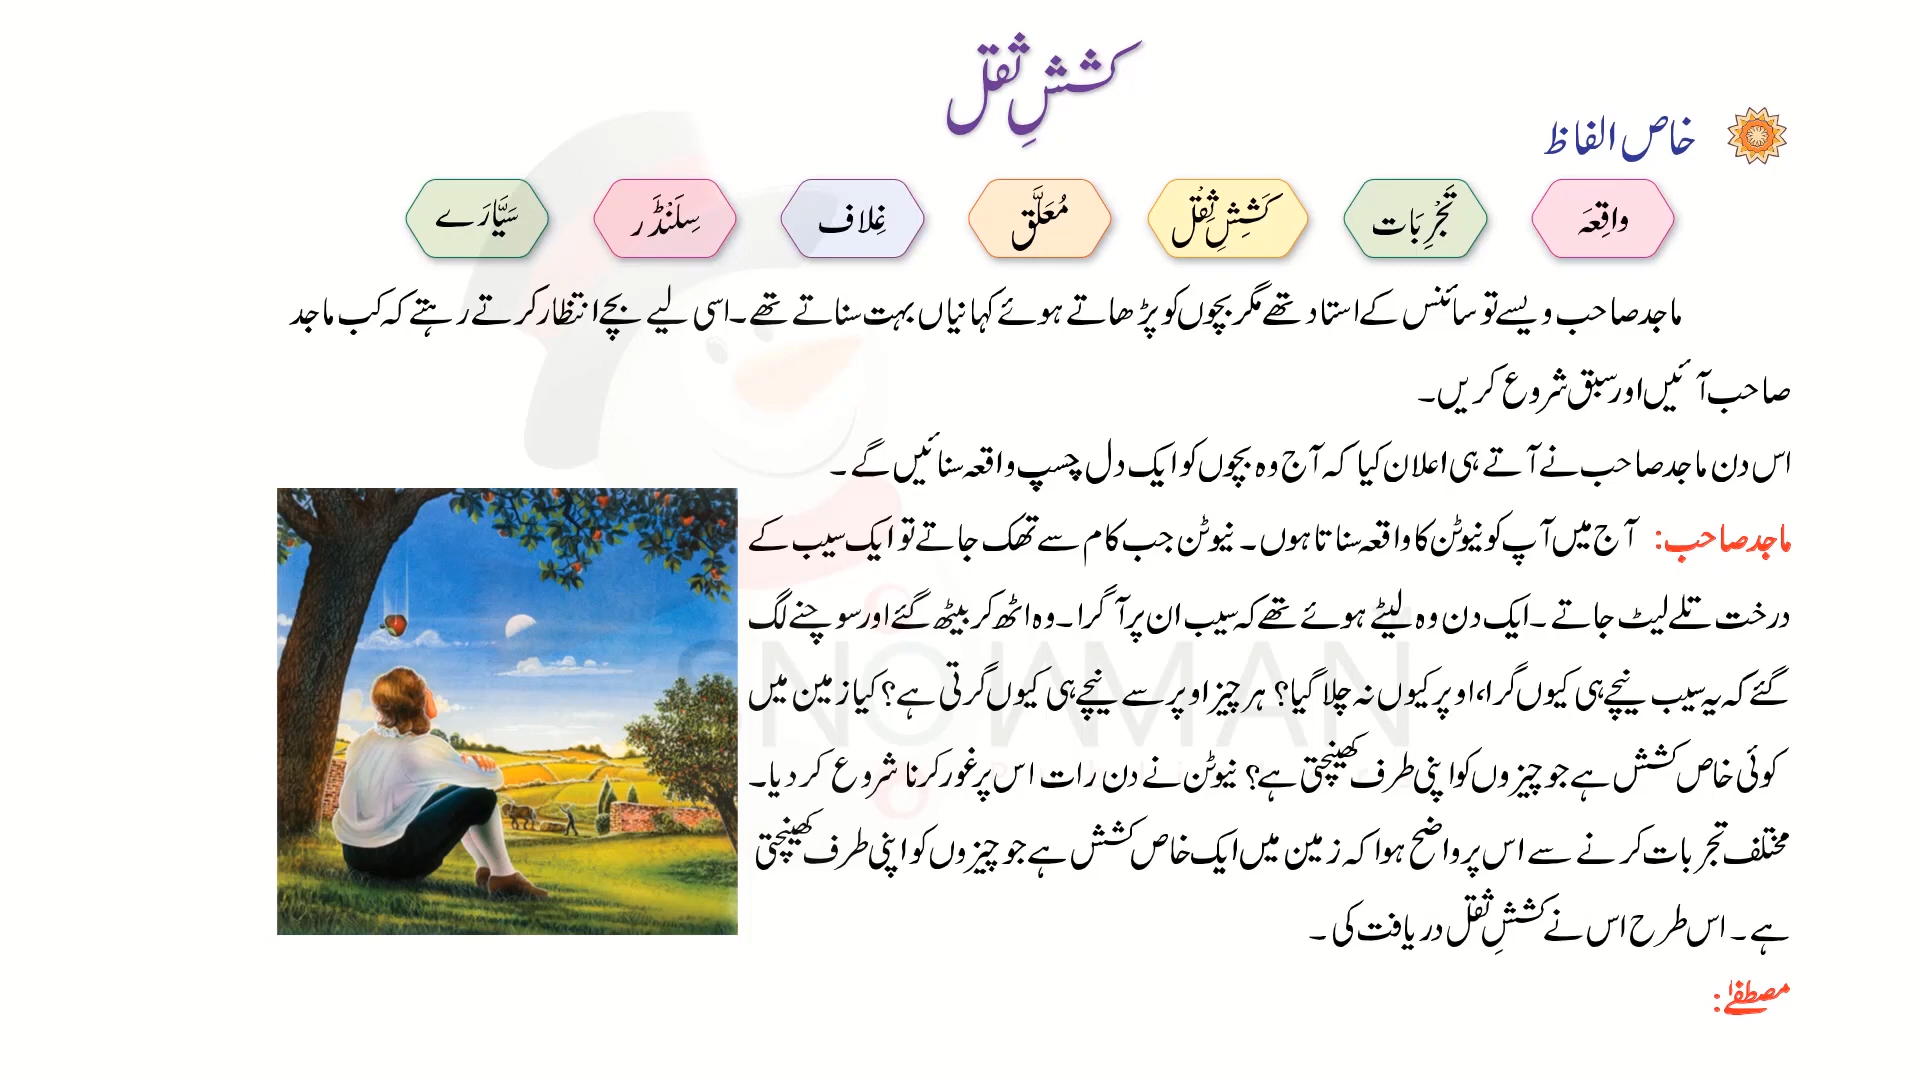 کششِ ثقل
خاص الفاظ
واقِعَہ تَجْرِبَات کَشِشِ ثِقْل مُعَلَّق غِلاف سِلَنْڈَر سَیّارَے
ماجد صاحب ویسے تو سائنس کے استاد تھے مگر بچوں کو پڑھاتے ہوئے کہانیاں بہت سناتے تھے۔ اسی لیے بچے انتظار کرتے رہتے کہ کب ماجد
صاحب آئیں اور سبق شروع کریں۔
اس دن ماجد صاحب نے آتے ہی اعلان کیا کہ آج وہ بچوں کو ایک دل چسپ واقعہ سنائیں گے۔
ماجد صاحب: آج میں آپ کو نیوٹن کا واقعہ سناتا ہوں۔ نیوٹن جب کام سے تھک جاتے تو ایک سیب کے
درخت تلے لیٹ جاتے۔ ایک دن وہ لیٹے ہوئے تھے کہ سیب ان پر آ گرا۔ وہ اٹھ کر بیٹھ گئے اور سوچنے لگ
گئے کہ یہ سیب نیچے ہی کیوں گرا، اوپر کیوں نہ چلا گیا؟ ہر چیز اوپر سے نیچے ہی کیوں گرتی ہے؟ کیا زمین میں
کوئی خاص کشش ہے جو چیزوں کو اپنی طرف کھینچتی ہے؟ نیوٹن نے دن رات اس پر غور کرنا شروع کر دیا۔
مختلف تجربات کرنے سے اس پر واضح ہوا کہ زمین میں ایک خاص کشش ہے جو چیزوں کو اپنی طرف کھینچتی
ہے۔ اس طرح اس نے کششِ ثقل دریافت کی۔
مصطفیٰ:
SNOWMAN